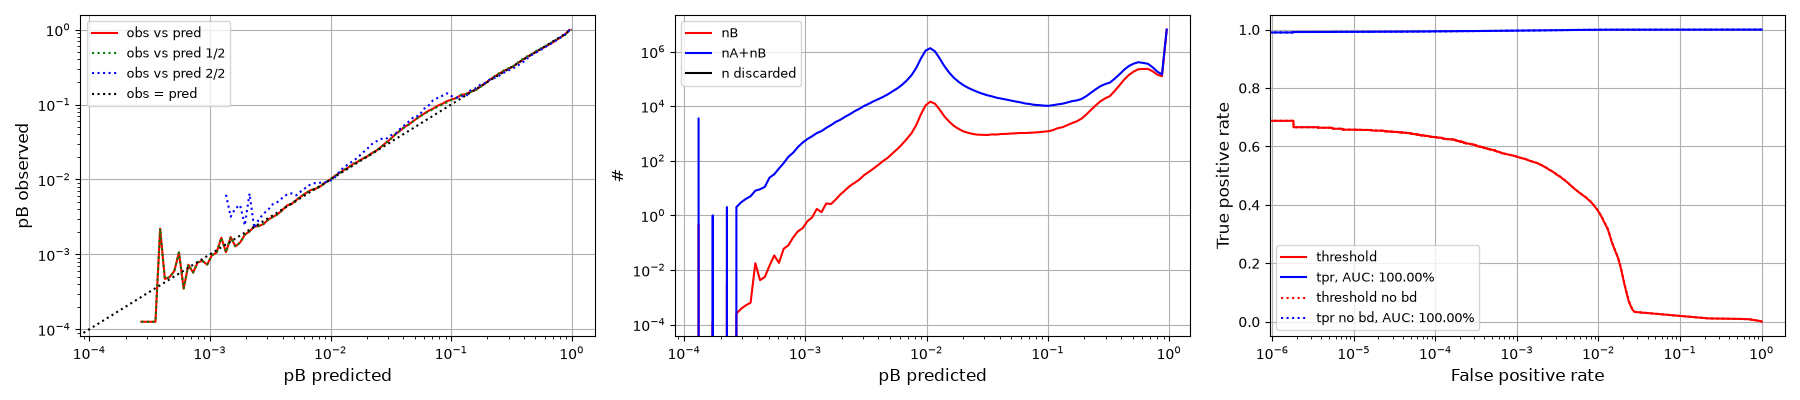 obs vs pred
obs vs pred 1/2
obs vs pred 2/2
obs = pred
10⁰
10⁻¹
10⁻²
10⁻³
10⁻⁴
pB observed
10⁻⁴ 10⁻³ 10⁻² 10⁻¹ 10⁰
pB predicted
nB
nA+nB
n discarded
10⁶
10⁴
10²
10⁰
10⁻²
10⁻⁴
#
10⁻⁴ 10⁻³ 10⁻² 10⁻¹ 10⁰
pB predicted
1.0
0.8
0.6
0.4
0.2
0.0
True positive rate
threshold
tpr, AUC: 100.00%
threshold no bd
tpr no bd, AUC: 100.00%
10⁻⁶ 10⁻⁵ 10⁻⁴ 10⁻³ 10⁻² 10⁻¹ 10⁰
False positive rate